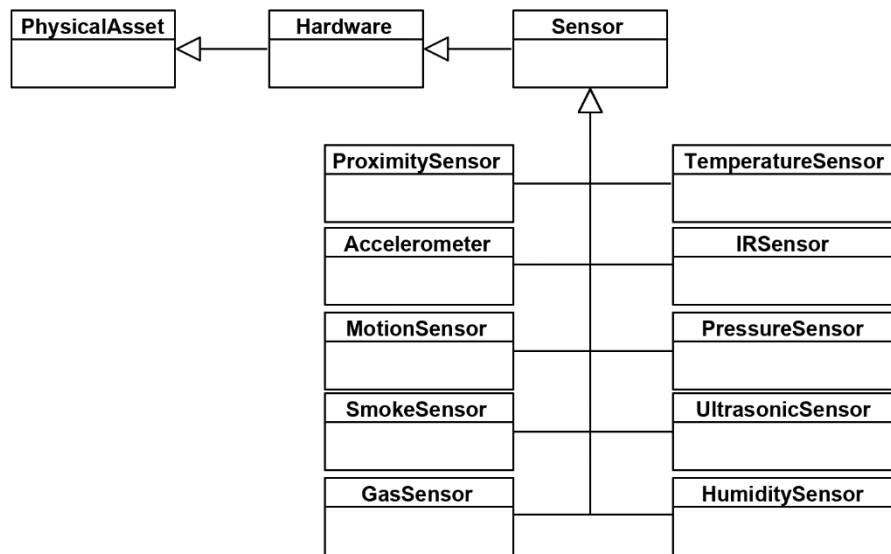 PhysicalAsset
Hardware
Sensor
ProximitySensor
TemperatureSensor
Accelerometer
IRSensor
MotionSensor
PressureSensor
SmokeSensor
UltrasonicSensor
GasSensor
HumiditySensor